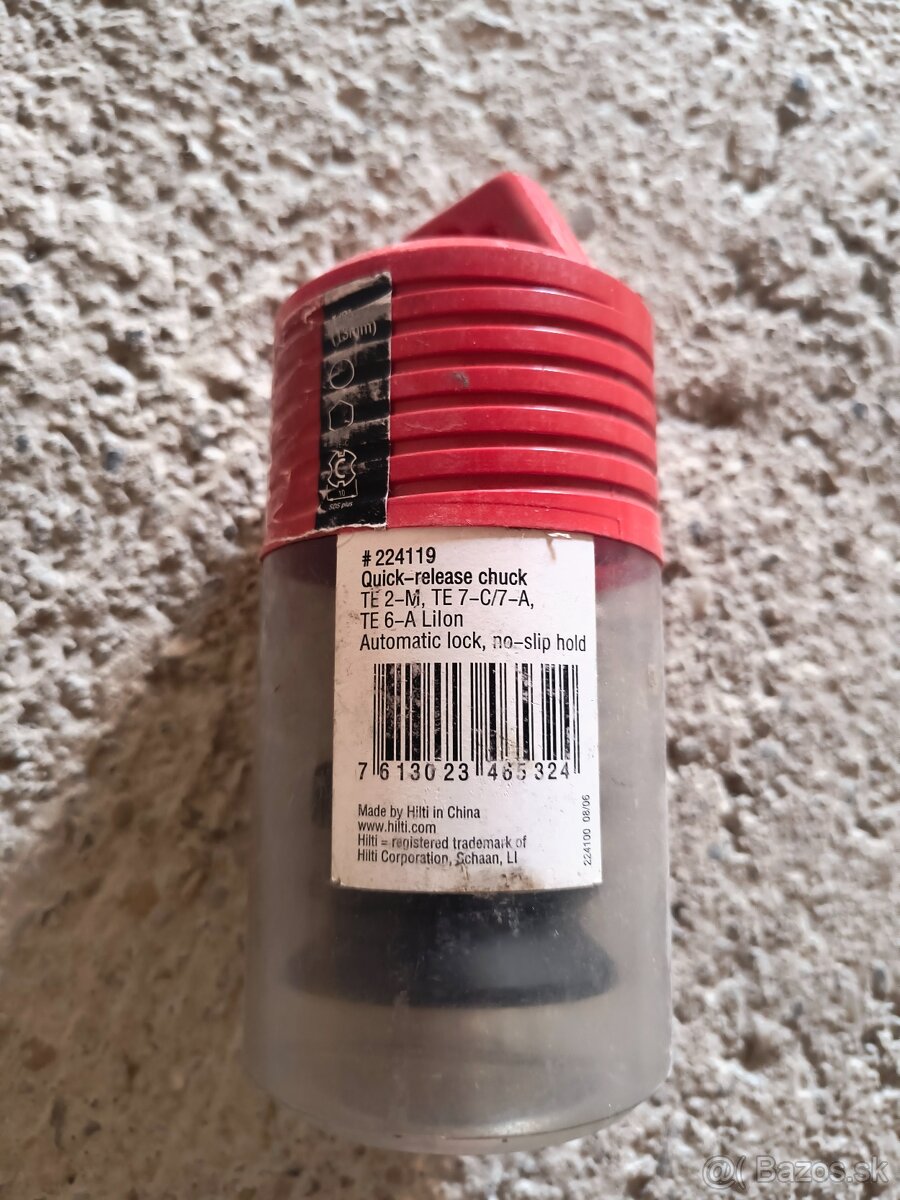 (13Nm)
10
SDS plus
# 224119
Quick-release chuck
TE 2-M, TE 7-C/7-A,
TE 6-A LiIon
Automatic lock, no-slip hold
7 613023 465324
Made by Hilti in China
www.hilti.com
Hilti = registered trademark of
Hilti Corporation, Schaan, LI
224100 08/06
@( Bazos.sk